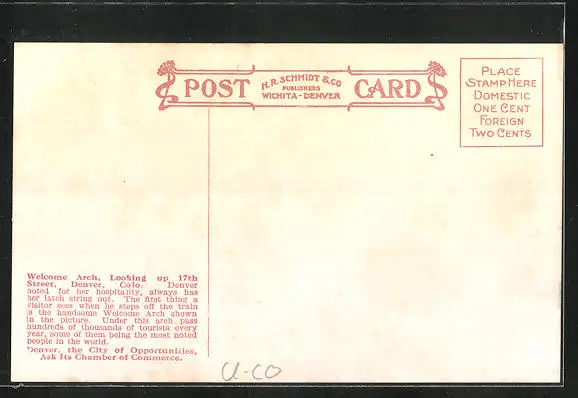 POST H. R. SCHMIDT & CO CARD
PUBLISHERS
WICHITA - DENVER
PLACE
STAMP HERE
DOMESTIC
ONE CENT
FOREIGN
TWO CENTS
Welcome Arch, Looking up 17th
Street, Denver, Colo. Denver
noted for her hospitality, always has
her latch string out. The first thing a
visitor sees when he steps off the train
is the handsome Welcome Arch shown
in the picture. Under this arch pass
hundreds of thousands of tourists every
year, some of them being the most noted
people in the world.
Denver, the City of Opportunities,
Ask Its Chamber of Commerce.
U-CO